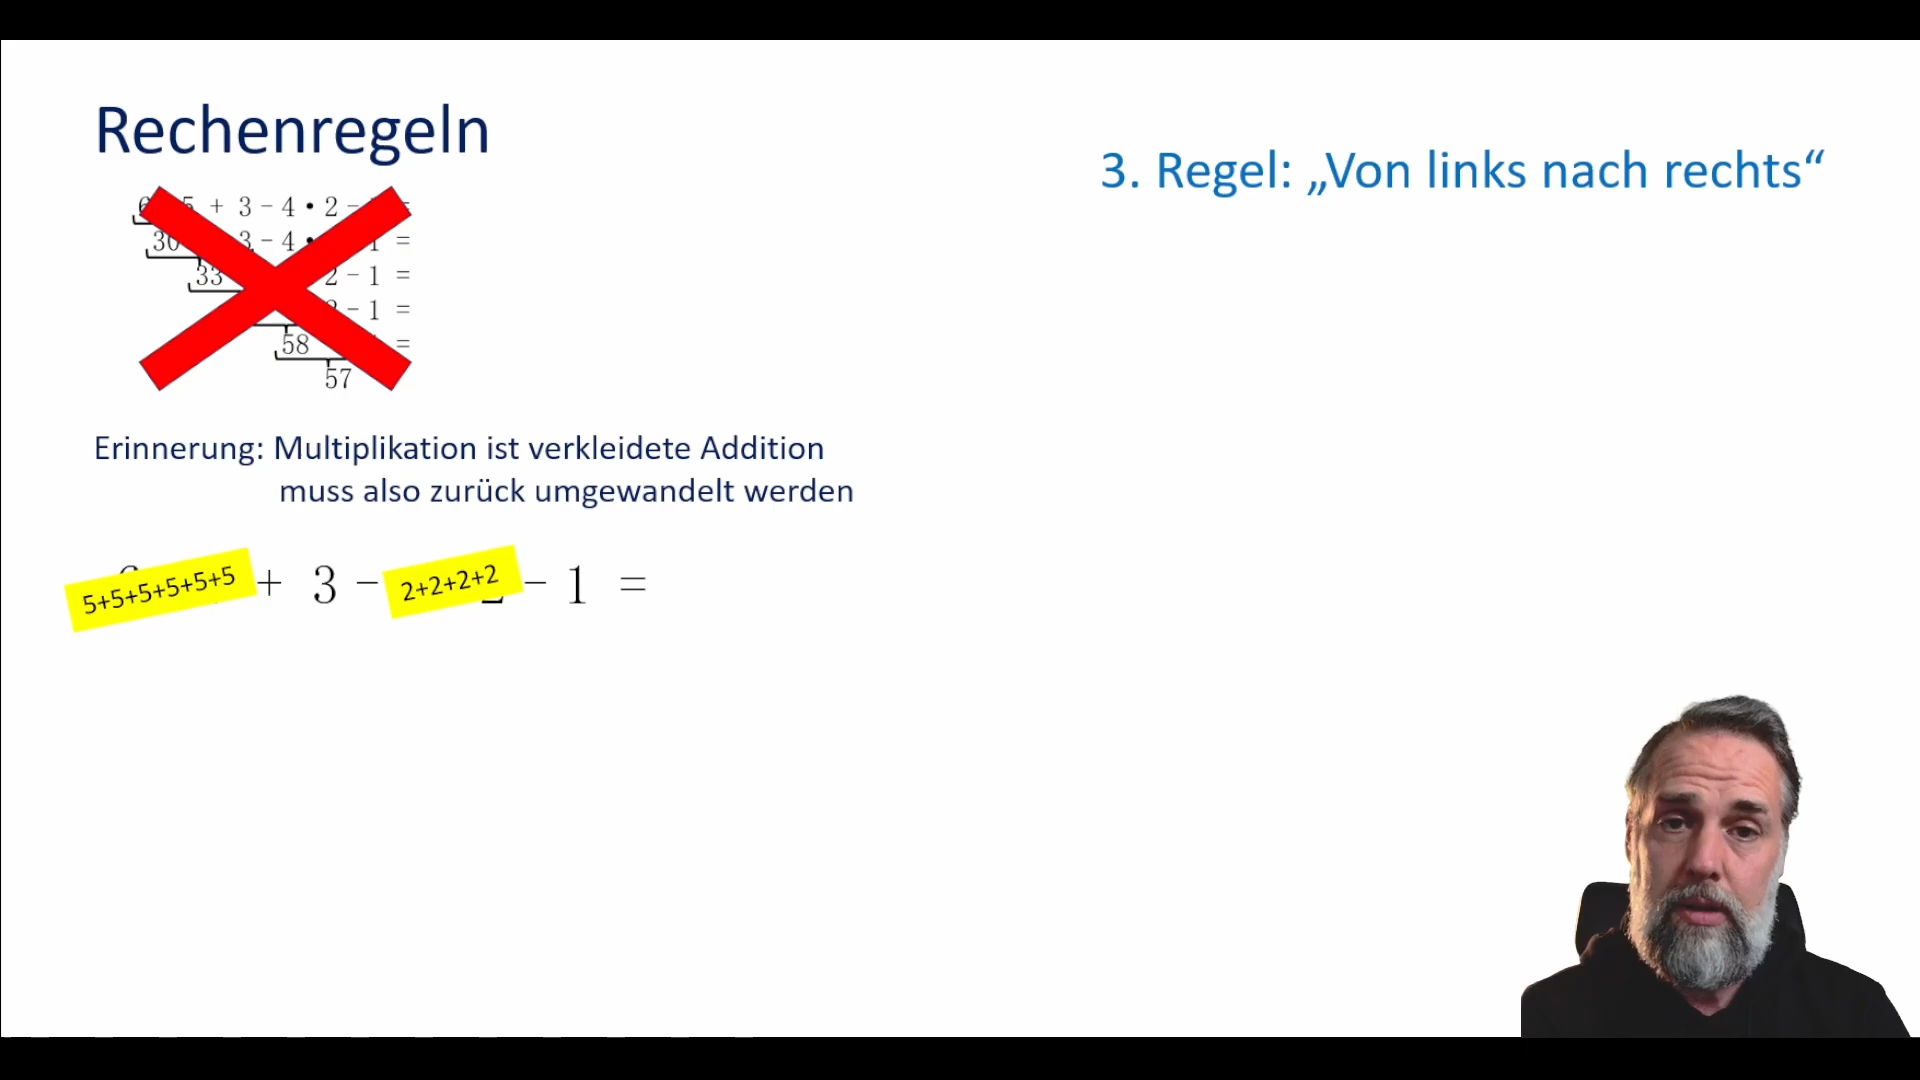 Rechenregeln
3. Regel: „Von links nach rechts“
5 + 3 - 4 • 2 - =
30 3 - 4 • 1 =
33 2 - 1 =
- 1 =
58 =
57
Erinnerung: Multiplikation ist verkleidete Addition
muss also zurück umgewandelt werden
5+5+5+5+5+5 + 3 - 2+2+2+2 - 1 =